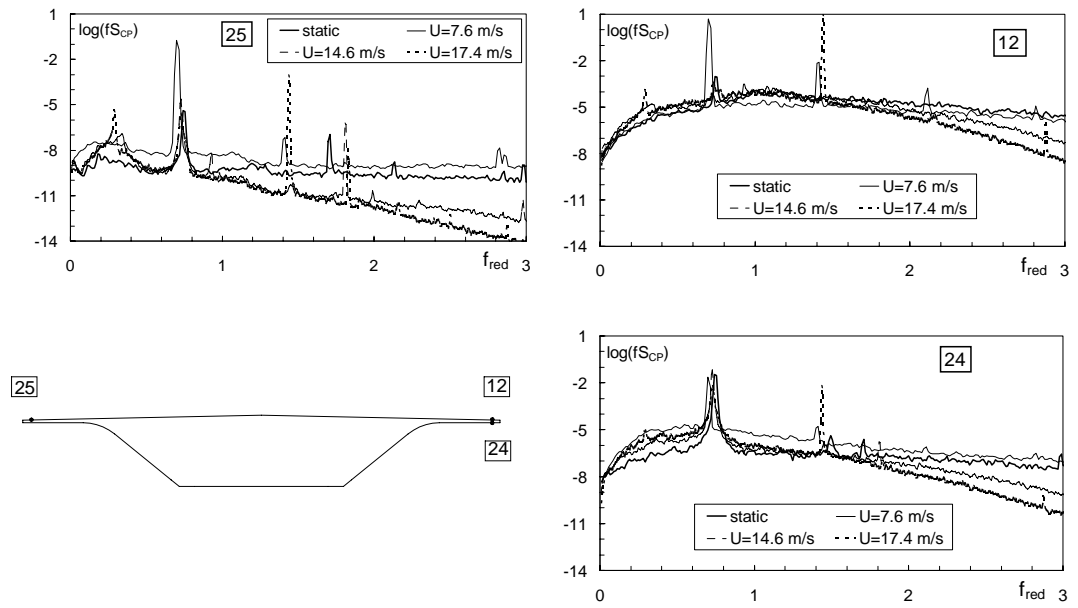 log(fS_CP)
25
static
U=7.6 m/s
U=14.6 m/s
U=17.4 m/s
1
-2
-5
-8
-11
-14
0
1
2
3
f_red
log(fS_CP)
12
static
U=7.6 m/s
U=14.6 m/s
U=17.4 m/s
1
-2
-5
-8
-11
-14
0
1
2
3
f_red
25
12
24
log(fS_CP)
24
static
U=7.6 m/s
U=14.6 m/s
U=17.4 m/s
1
-2
-5
-8
-11
-14
0
1
2
3
f_red